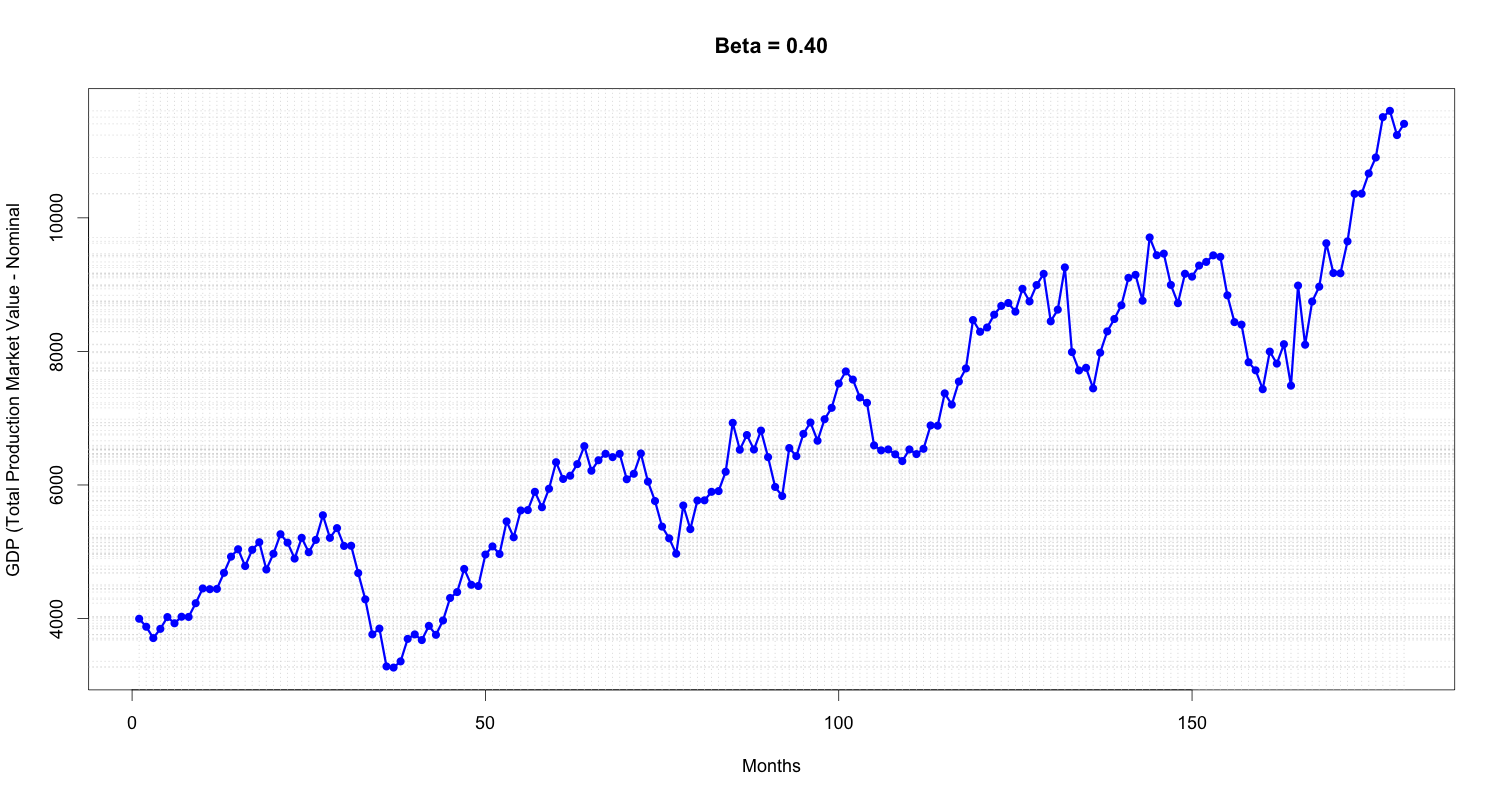 Beta = 0.40
GDP (Total Production Market Value - Nominal
10000
8000
6000
4000
0 50 100 150
Months